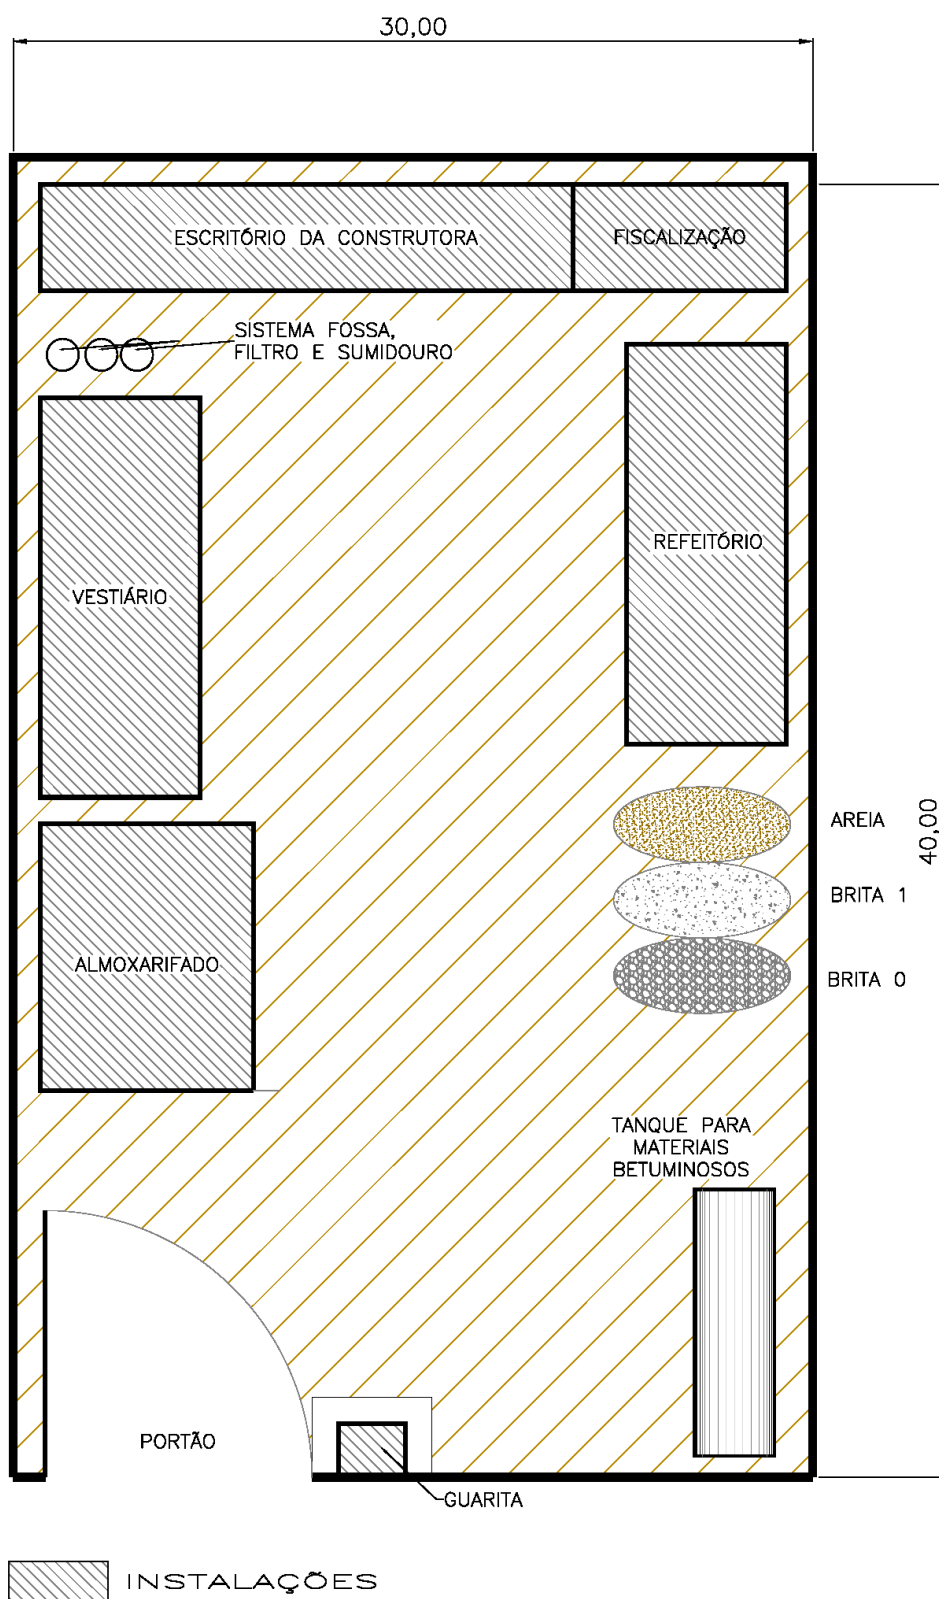 30,00
ESCRITÓRIO DA CONSTRUTORA
FISCALIZAÇÃO
SISTEMA FOSSA,
FILTRO E SUMIDOURO
REFEITÓRIO
VESTIÁRIO
AREIA
40,00
BRITA 1
ALMOXARIFADO
BRITA 0
TANQUE PARA
MATERIAIS
BETUMINOSOS
PORTÃO
GUARITA
INSTALAÇÕES